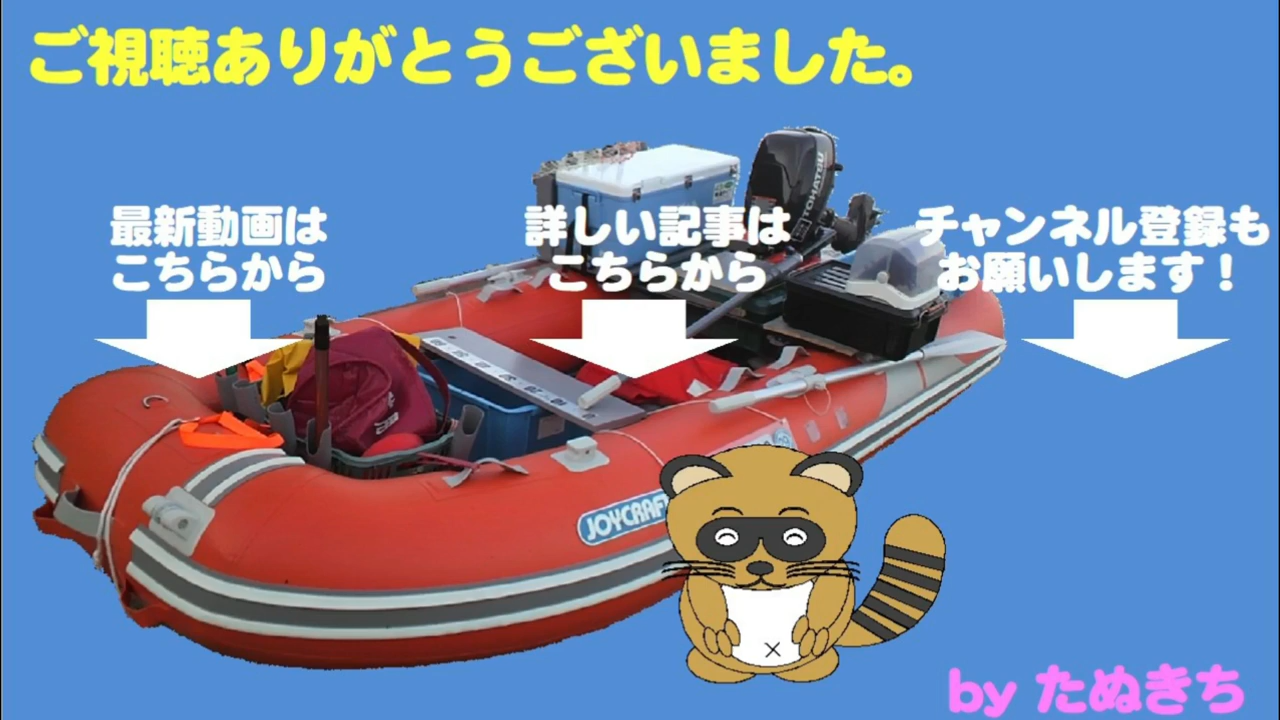 ご視聴ありがとうございました。
最新動画は
こちらから
詳しい記事は
こちらから
チャンネル登録も
お願いします！
TOHATSU
JOYCRAF
by たぬきち